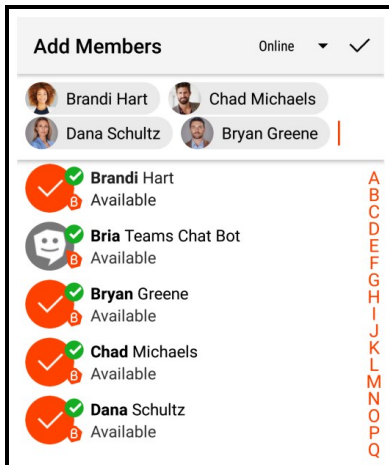 Add Members Online
Brandi Hart Chad Michaels
Dana Schultz Bryan Greene
Brandi Hart
Available
Bria Teams Chat Bot
Available
Bryan Greene
Available
Chad Michaels
Available
Dana Schultz
Available
A
B
C
D
E
F
G
H
I
J
K
L
M
N
O
P
Q
B
B
B
B
B